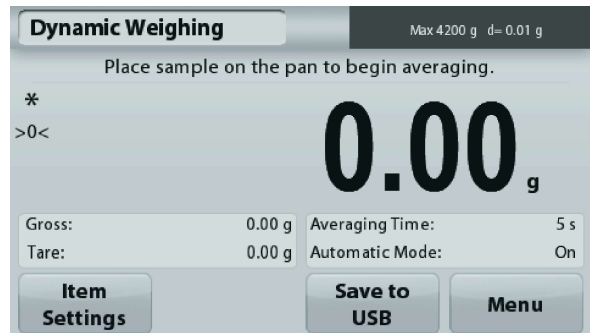 Dynamic Weighing
Max 4200 g d= 0.01 g
Place sample on the pan to begin averaging.
*
>0<
0.00 g
Gross: 0.00 g
Tare: 0.00 g
Averaging Time: 5 s
Automatic Mode: On
Item
Settings
Save to
USB
Menu